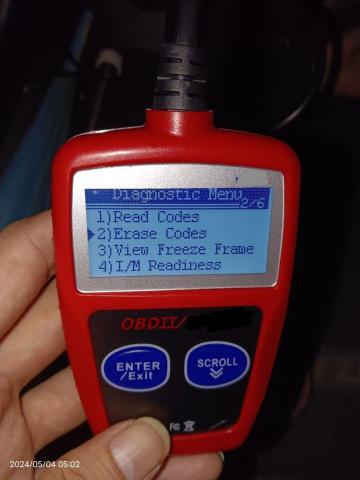 Diagnostic Menu
2/6
1)Read Codes
2)Erase Codes
3)View Freeze Frame
4)I/M Readiness
OBDII/
ENTER
/Exit
SCROLL
FC
2024/05/04 05:02